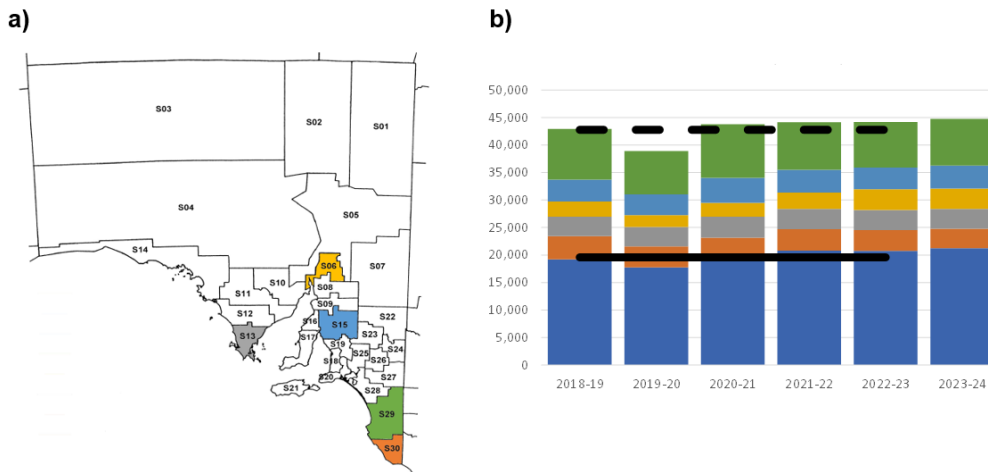 a)
b)
S03
S02
S01
S04
S05
S14
S06
S07
S10
S08
S11
S09
S12
S16
S15
S22
S13
S17
S23
S19
S24
S25
S26
S18
S20
S27
S21
S28
S29
S30
50,000
45,000
40,000
35,000
30,000
25,000
20,000
15,000
10,000
5,000
0
2018-19 2019-20 2020-21 2021-22 2022-23 2023-24